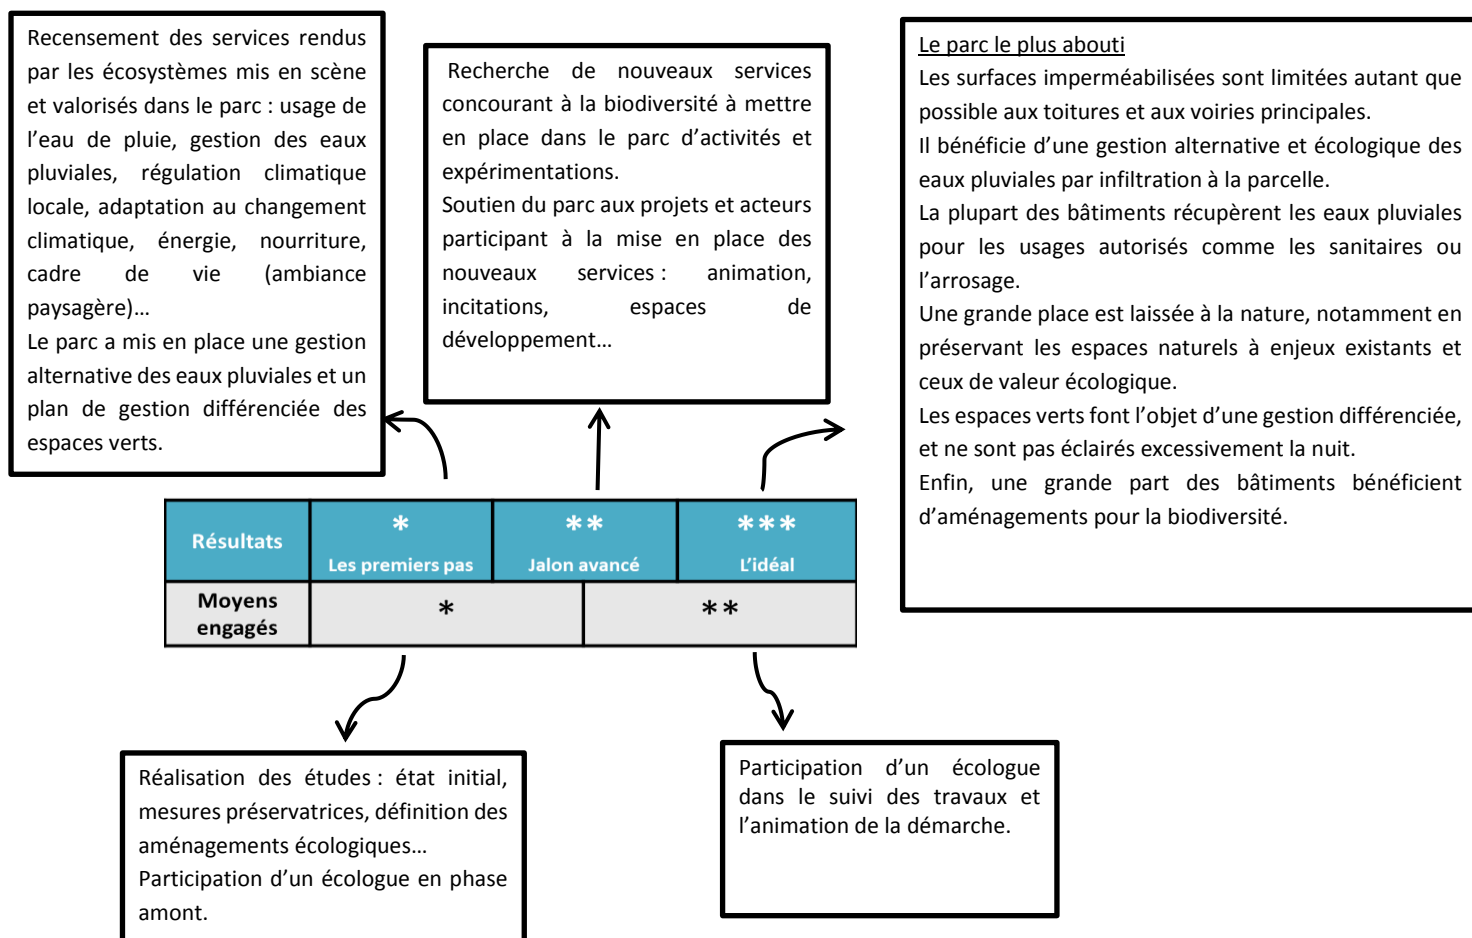 Recensement des services rendus
par les écosystèmes mis en scène
et valorisés dans le parc : usage de
l’eau de pluie, gestion des eaux
pluviales, régulation climatique
locale, adaptation au changement
climatique, énergie, nourriture,
cadre de vie (ambiance
paysagère)…
Le parc a mis en place une gestion
alternative des eaux pluviales et un
plan de gestion différenciée des
espaces verts.
Recherche de nouveaux services
concourant à la biodiversité à mettre
en place dans le parc d’activités et
expérimentations.
Soutien du parc aux projets et acteurs
participant à la mise en place des
nouveaux services : animation,
incitations, espaces de
développement…
Le parc le plus abouti
Les surfaces imperméabilisées sont limitées autant que
possible aux toitures et aux voiries principales.
Il bénéficie d’une gestion alternative et écologique des
eaux pluviales par infiltration à la parcelle.
La plupart des bâtiments récupèrent les eaux pluviales
pour les usages autorisés comme les sanitaires ou
l’arrosage.
Une grande place est laissée à la nature, notamment en
préservant les espaces naturels à enjeux existants et
ceux de valeur écologique.
Les espaces verts font l’objet d’une gestion différenciée,
et ne sont pas éclairés excessivement la nuit.
Enfin, une grande part des bâtiments bénéficient
d’aménagements pour la biodiversité.
Résultats
*
Les premiers pas
**
Jalon avancé
***
L’idéal
Moyens
engagés
*
**
Réalisation des études : état initial,
mesures préservatrices, définition des
aménagements écologiques…
Participation d’un écologue en phase
amont.
Participation d’un écologue
dans le suivi des travaux et
l’animation de la démarche.